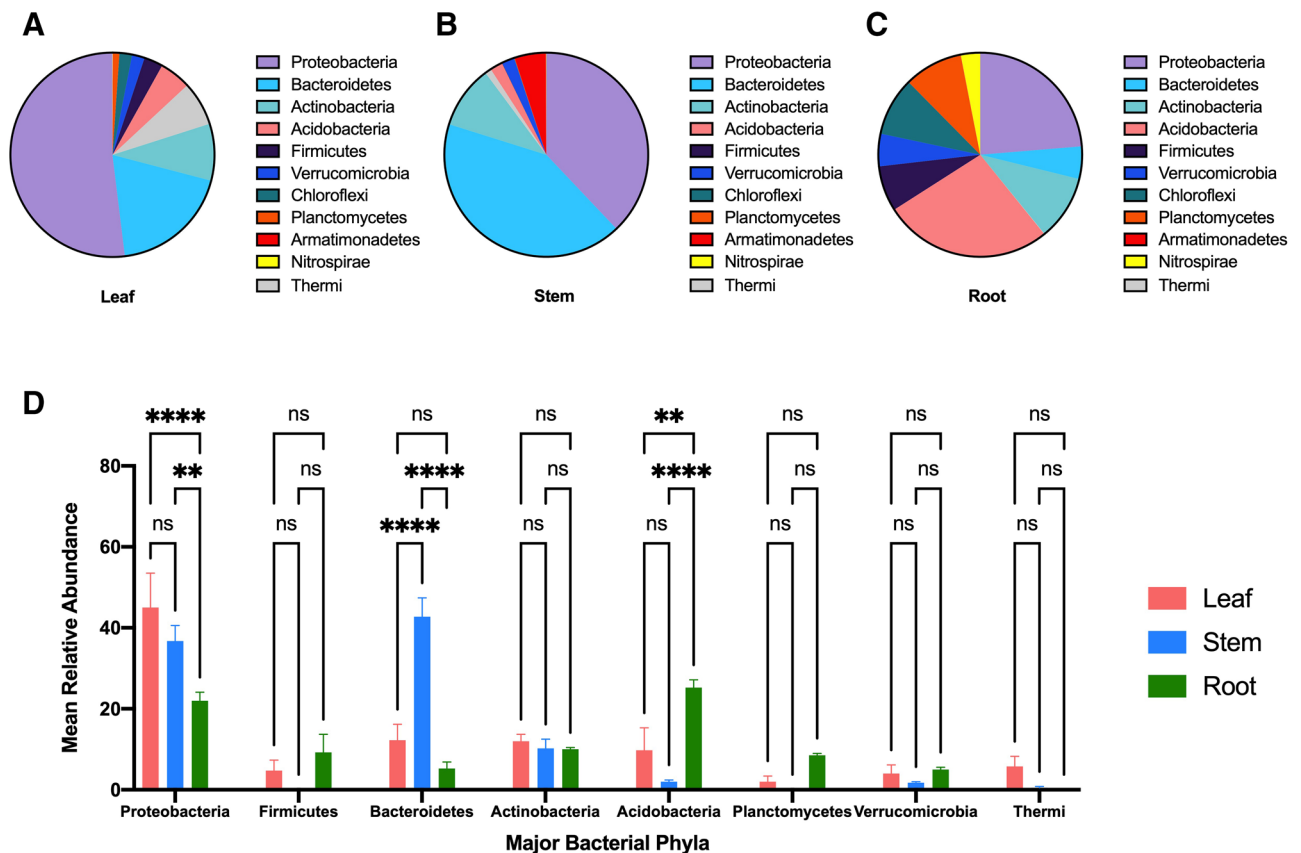 A
Proteobacteria
Bacteroidetes
Actinobacteria
Acidobacteria
Firmicutes
Verrucomicrobia
Chloroflexi
Planctomycetes
Armatimonadetes
Nitrospirae
Thermi
Leaf
B
Proteobacteria
Bacteroidetes
Actinobacteria
Acidobacteria
Firmicutes
Verrucomicrobia
Chloroflexi
Planctomycetes
Armatimonadetes
Nitrospirae
Thermi
Stem
C
Proteobacteria
Bacteroidetes
Actinobacteria
Acidobacteria
Firmicutes
Verrucomicrobia
Chloroflexi
Planctomycetes
Armatimonadetes
Nitrospirae
Thermi
Root
D
**** ns ns ns ** ns ns ns
** ns **** ns **** ns ns ns
ns ns **** ns ns ns ns ns
80
60
40
20
0
Mean Relative Abundance
Proteobacteria Firmicutes Bacteroidetes Actinobacteria Acidobacteria Planctomycetes Verrucomicrobia Thermi
Major Bacterial Phyla
Leaf
Stem
Root